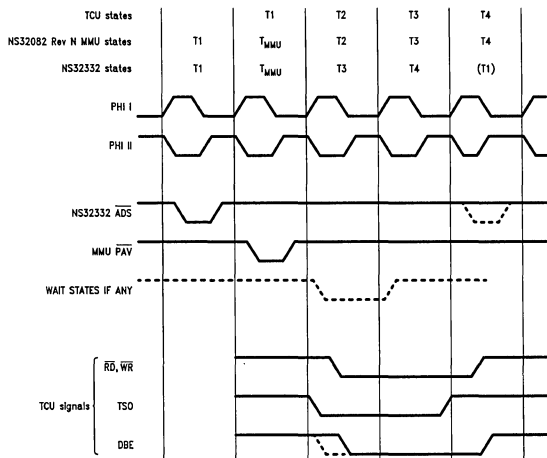 TCU states T1 T2 T3 T4
NS32082 Rev N MMU states T1 TMMU T2 T3 T4
NS32332 states T1 TMMU T3 T4 (T1)
PHI I
PHI II
NS32332 ADS
MMU PAV
WAIT STATES IF ANY
RD, WR
TCU signals
TSO
DBE